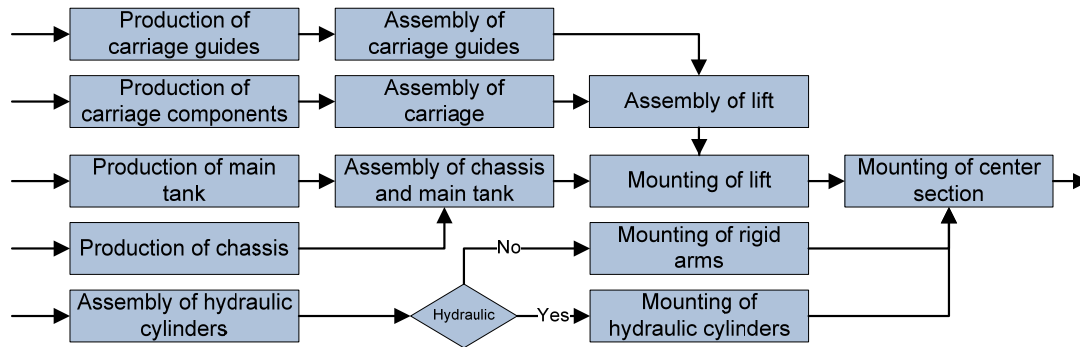 Production of
carriage guides
Assembly of
carriage guides
Production of
carriage components
Assembly of
carriage
Assembly of lift
Production of main
tank
Assembly of chassis
and main tank
Mounting of lift
Mounting of center
section
Production of chassis
No
Mounting of rigid
arms
Assembly of hydraulic
cylinders
Hydraulic
Yes
Mounting of
hydraulic cylinders